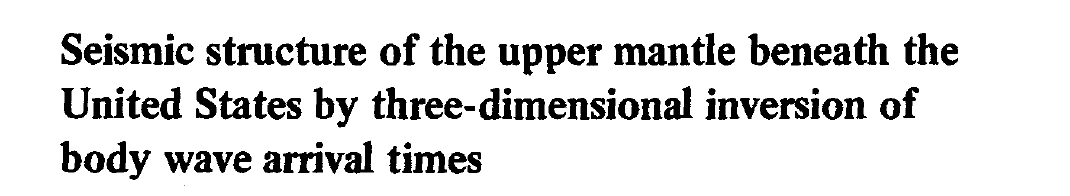 Seismic structure of the upper mantle beneath the
United States by three-dimensional inversion of
body wave arrival times